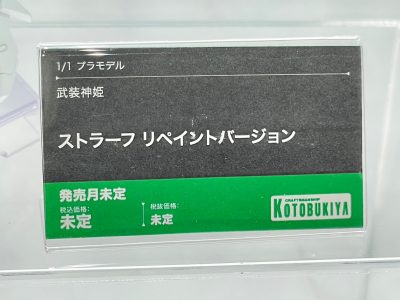 1/1 プラモデル
武装神姫
ストラーフ リペイントバージョン
発売月未定
税込価格: 税抜価格:
未定 未定
CRAFTSMANSHIP
KOTOBUKIYA